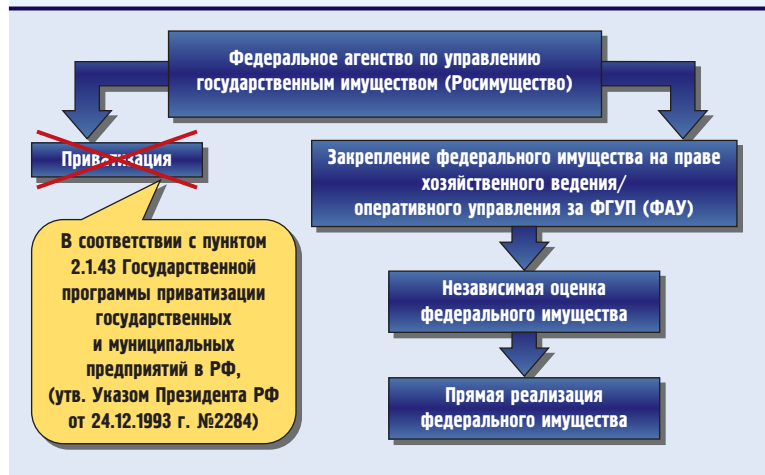 Федеральное агенство по управлению
государственным имуществом (Росимущество)
Приватизация
Закрепление федерального имущества на праве
хозяйственного ведения/
оперативного управления за ФГУП (ФАУ)
В соответствии с пунктом
2.1.43 Государственной
программы приватизации
государственных
и муниципальных
предприятий в РФ,
(утв. Указом Президента РФ
от 24.12.1993 г. №2284)
Независимая оценка
федерального имущества
Прямая реализация
федерального имущества